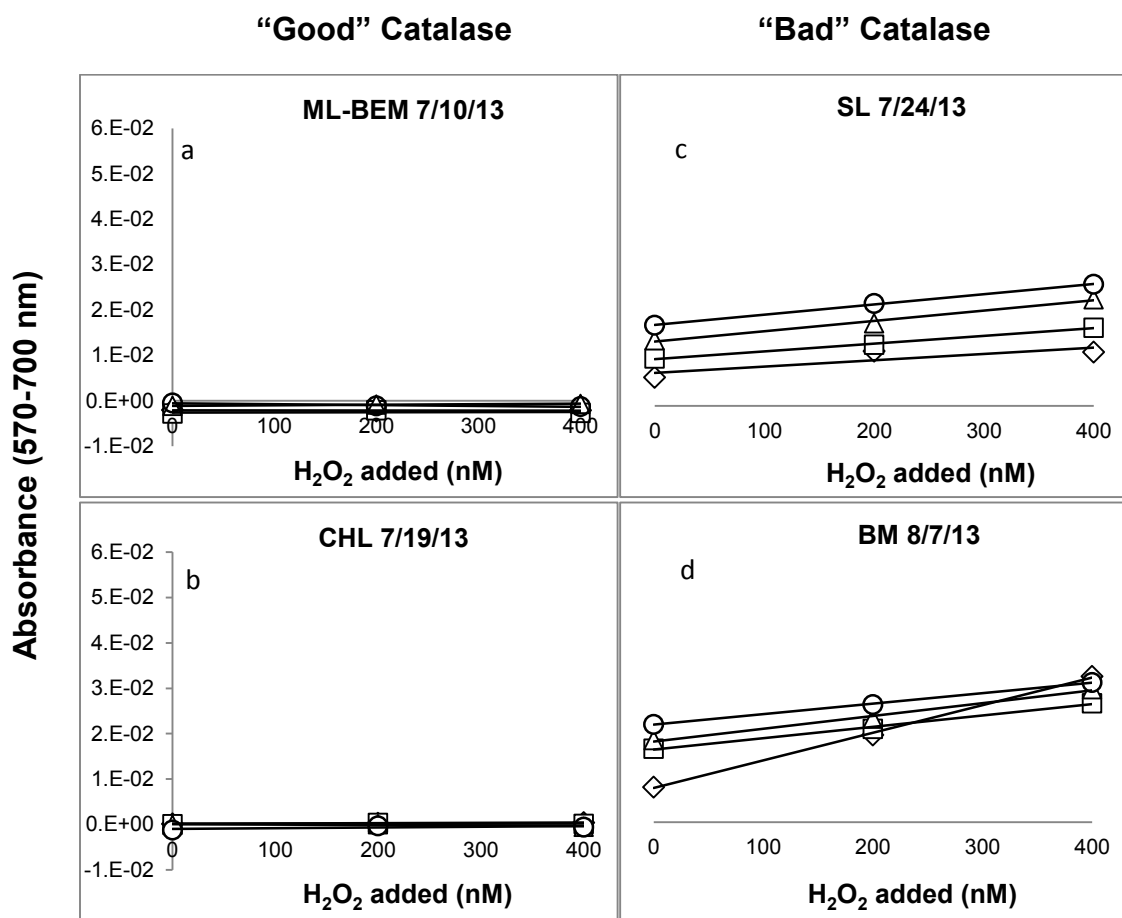 “Good” Catalase
“Bad” Catalase
Absorbance (570-700 nm)
ML-BEM 7/10/13
a
6.E-02
5.E-02
4.E-02
3.E-02
2.E-02
1.E-02
0.E+00
-1.E-02
0 100 200 300 400
H₂O₂ added (nM)
SL 7/24/13
c
0 100 200 300 400
H₂O₂ added (nM)
CHL 7/19/13
b
6.E-02
5.E-02
4.E-02
3.E-02
2.E-02
1.E-02
0.E+00
-1.E-02
0 100 200 300 400
H₂O₂ added (nM)
BM 8/7/13
d
0 100 200 300 400
H₂O₂ added (nM)